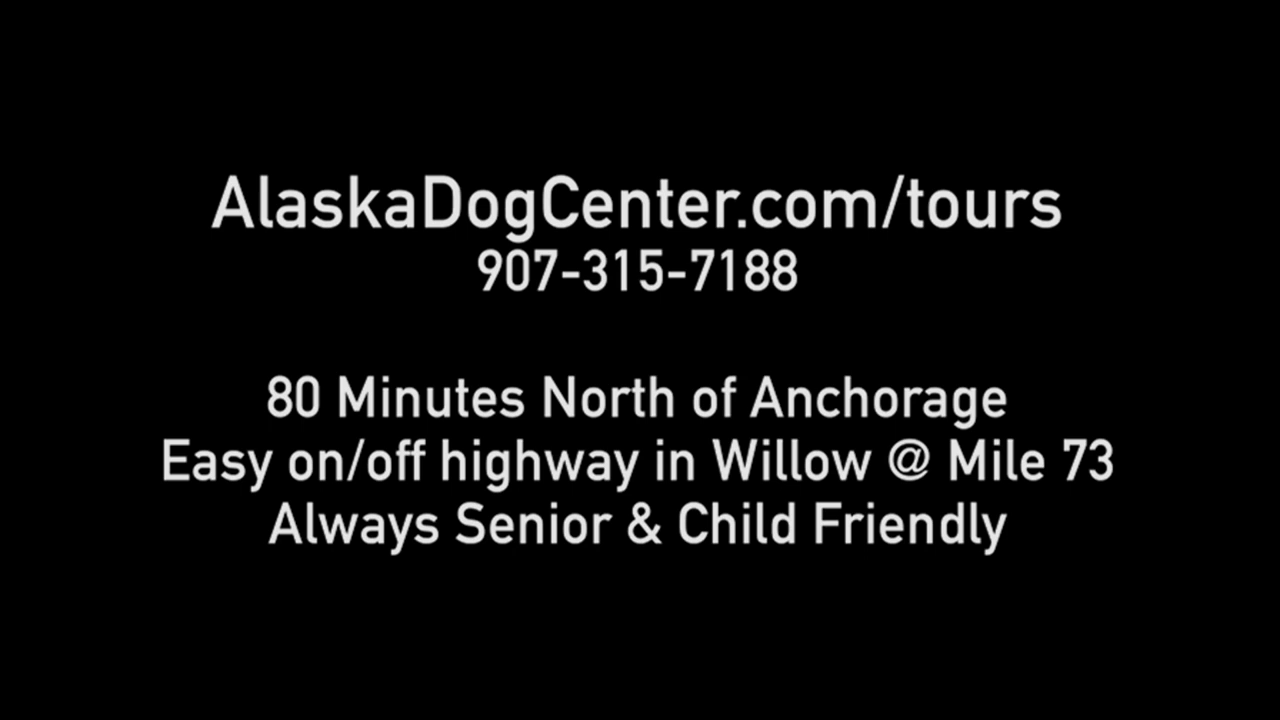 AlaskaDogCenter.com/tours
907-315-7188
80 Minutes North of Anchorage
Easy on/off highway in Willow @ Mile 73
Always Senior & Child Friendly